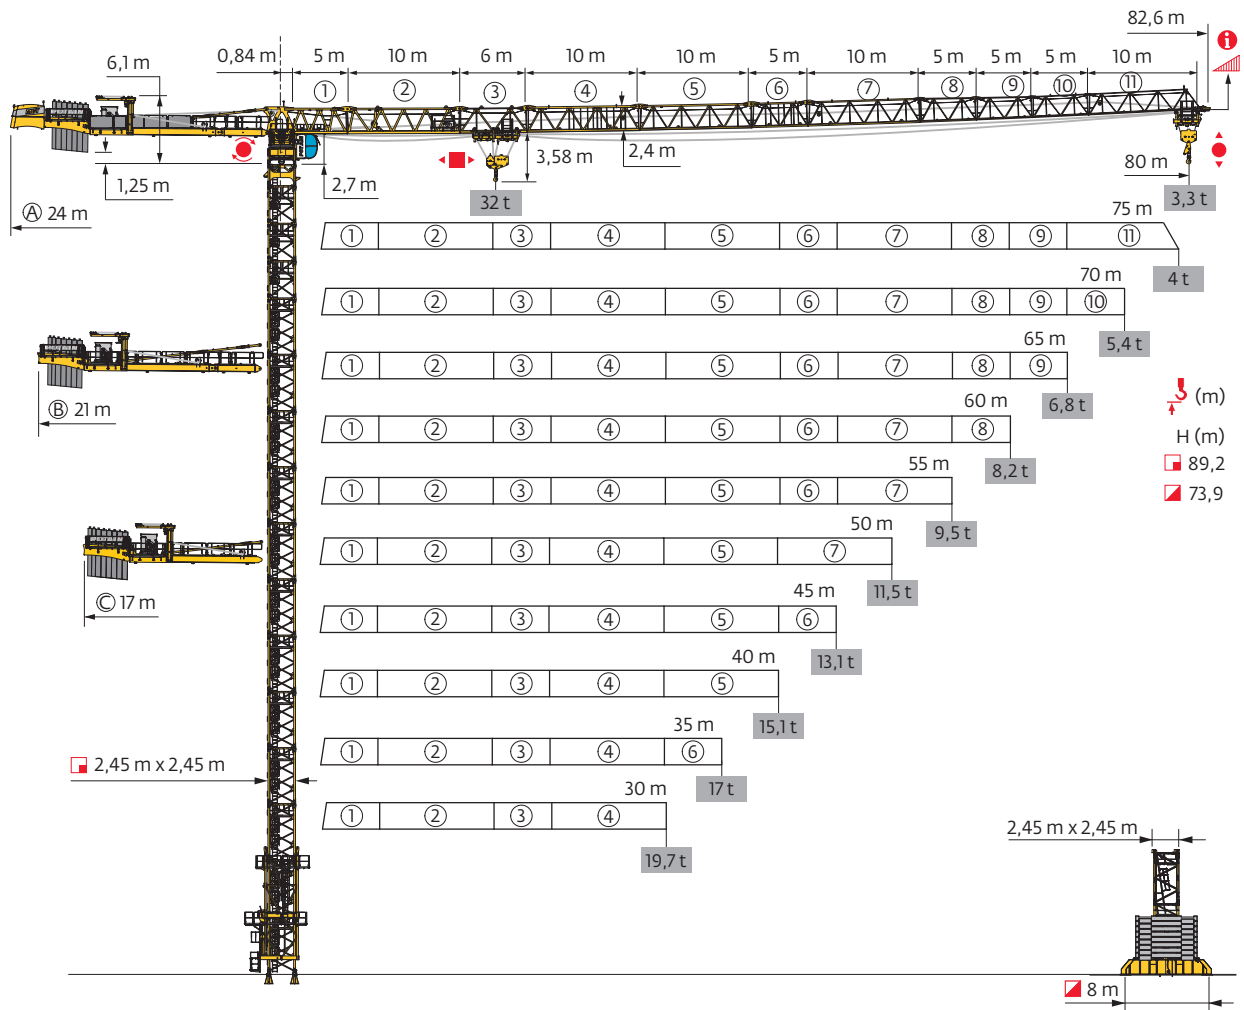 82,6 m
0,84 m 5 m 10 m 6 m 10 m 10 m 5 m 10 m 5 m 5 m 5 m 10 m
6,1 m
① ② ③ ④ ⑤ ⑥ ⑦ ⑧ ⑨ ⑩ ⑪
i
3,58 m
2,4 m
80 m
1,25 m
2,7 m
32 t
3,3 t
Ⓐ 24 m
75 m
① ② ③ ④ ⑤ ⑥ ⑦ ⑧ ⑨ ⑪
4 t
70 m
① ② ③ ④ ⑤ ⑥ ⑦ ⑧ ⑨ ⑩
5,4 t
65 m
① ② ③ ④ ⑤ ⑥ ⑦ ⑧ ⑨
6,8 t
Ⓑ 21 m
60 m
① ② ③ ④ ⑤ ⑥ ⑦ ⑧
8,2 t
(m)
H (m)
89,2
73,9
55 m
① ② ③ ④ ⑤ ⑥ ⑦
9,5 t
50 m
① ② ③ ④ ⑤ ⑦
11,5 t
Ⓒ 17 m
45 m
① ② ③ ④ ⑤ ⑥
13,1 t
40 m
① ② ③ ④ ⑤
15,1 t
35 m
① ② ③ ④ ⑥
17 t
2,45 m x 2,45 m
30 m
① ② ③ ④
19,7 t
2,45 m x 2,45 m
8 m